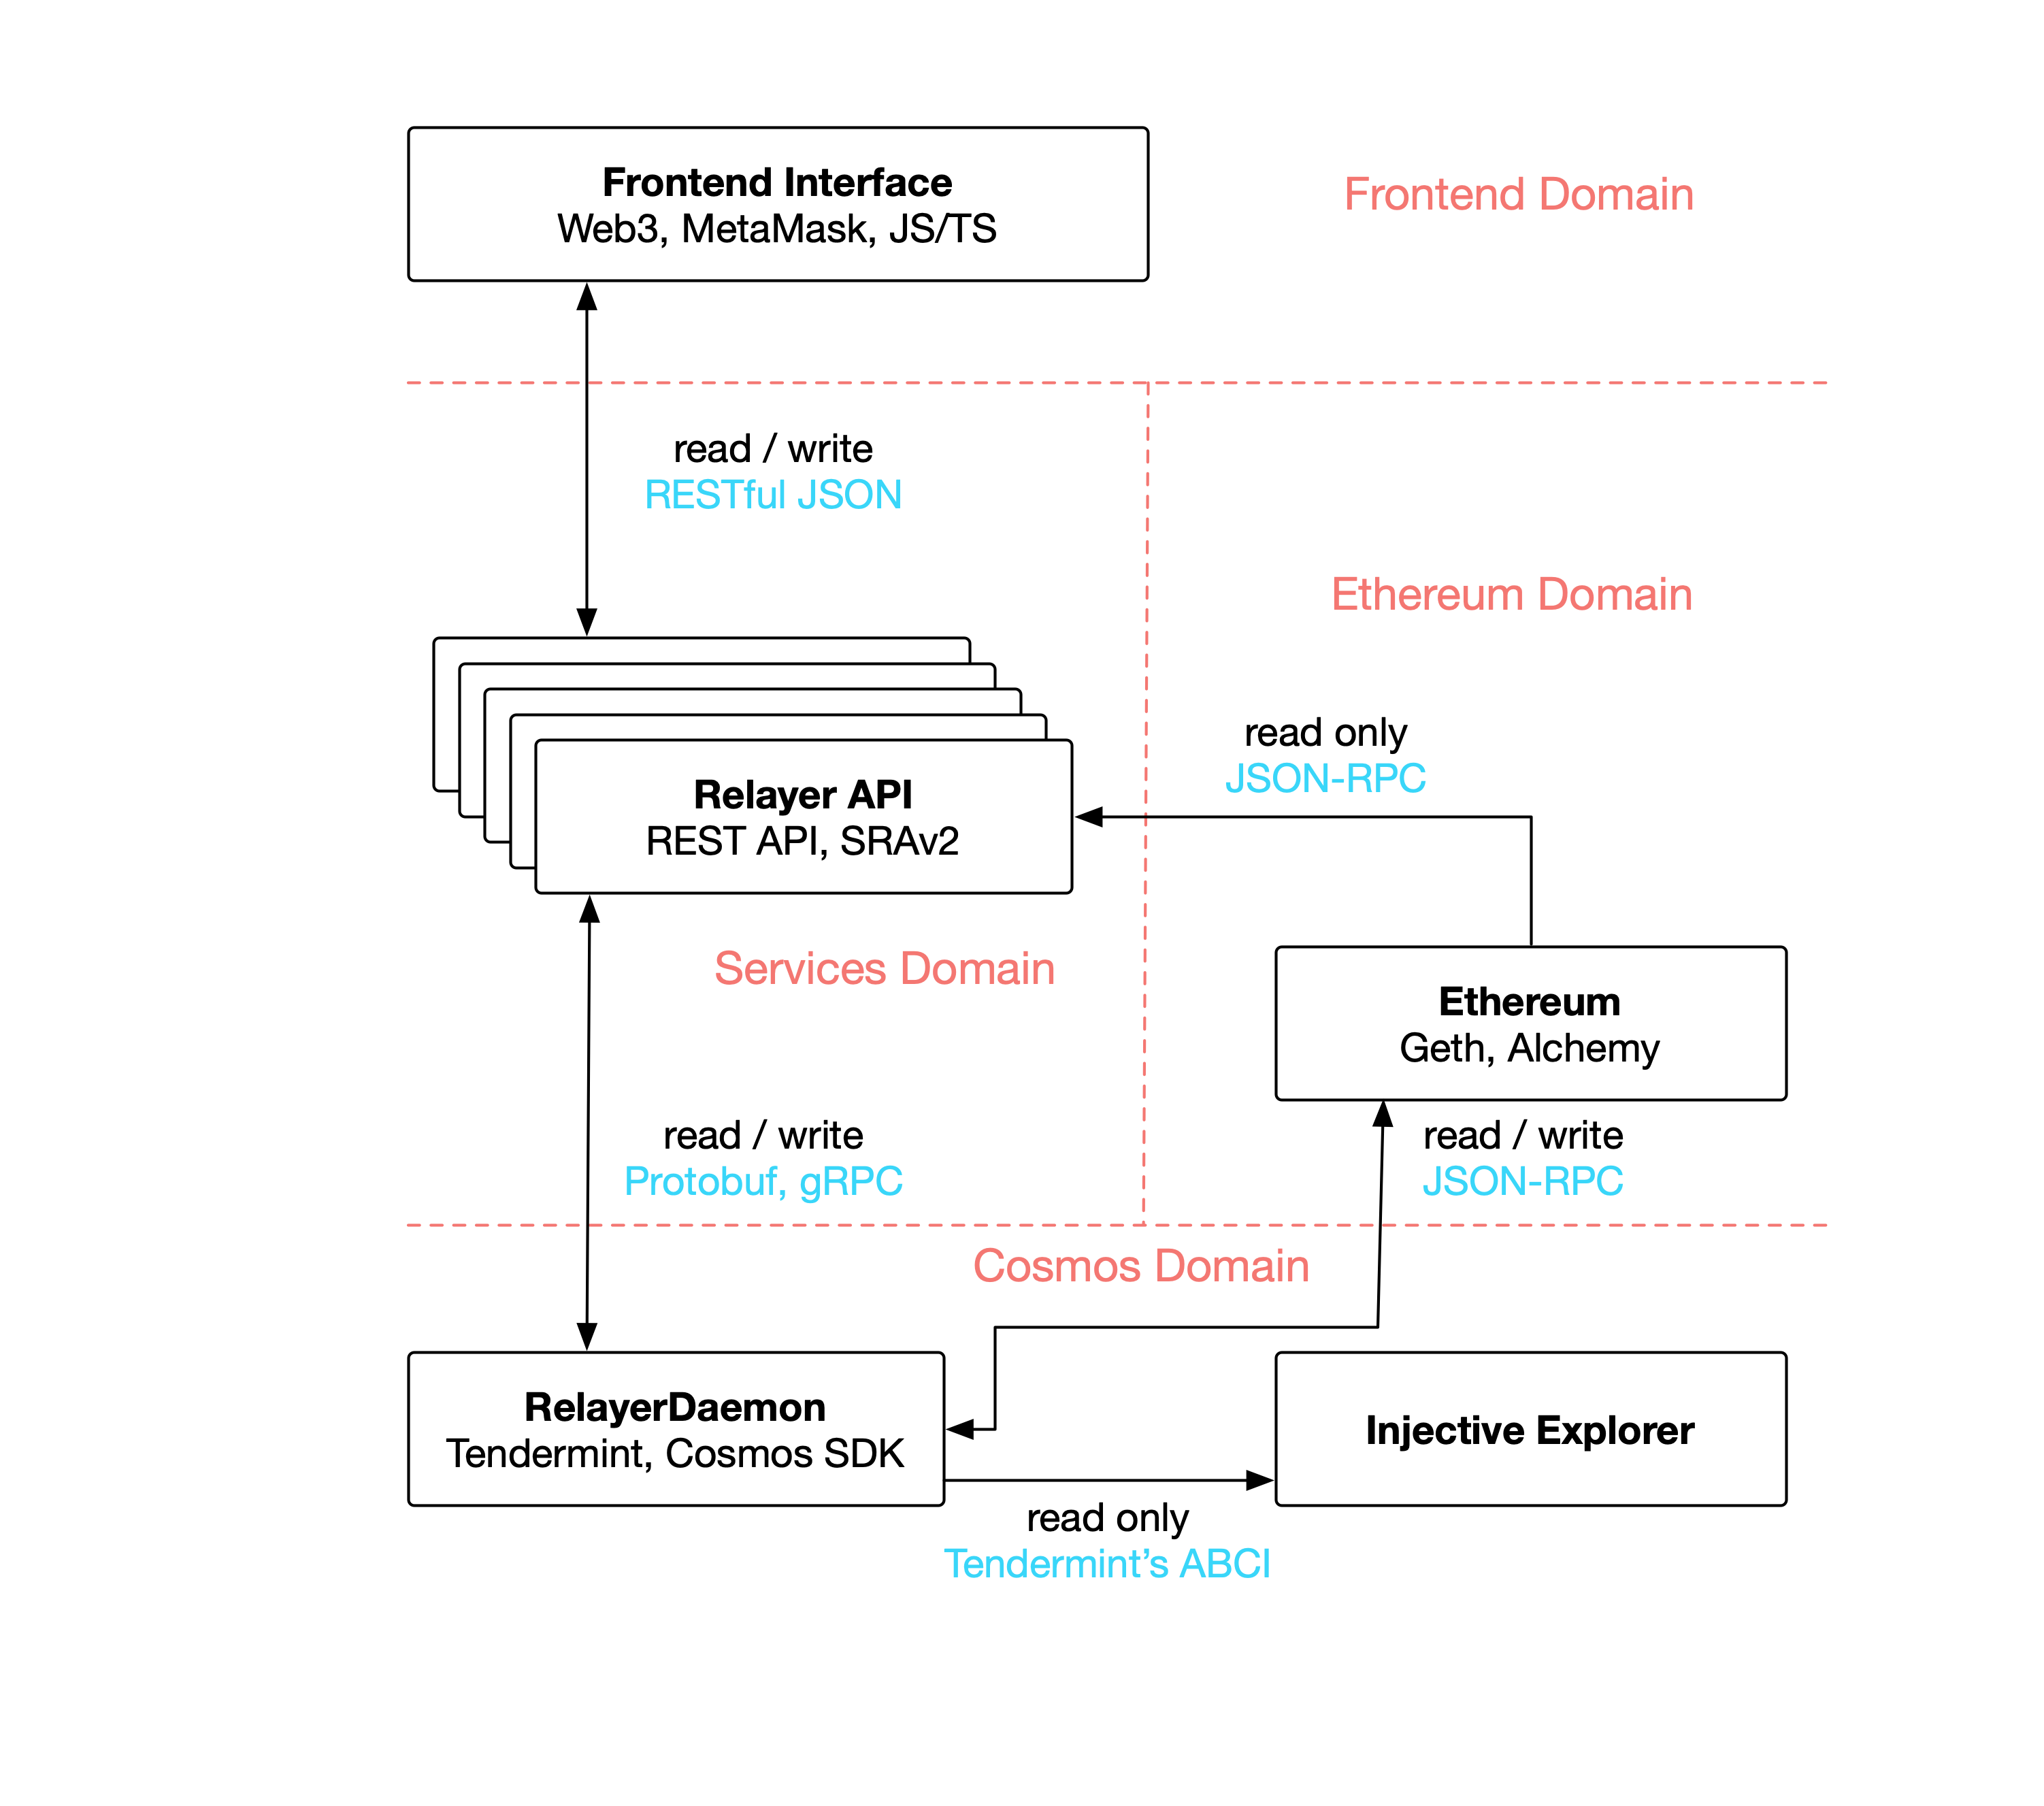 Frontend Interface
Web3, MetaMask, JS/TS
Frontend Domain
read / write
RESTful JSON
Ethereum Domain
read only
JSON-RPC
Relayer API
REST API, SRAv2
Services Domain
Ethereum
Geth, Alchemy
read / write
Protobuf, gRPC
read / write
JSON-RPC
Cosmos Domain
RelayerDaemon
Tendermint, Cosmos SDK
Injective Explorer
read only
Tendermint’s ABCI